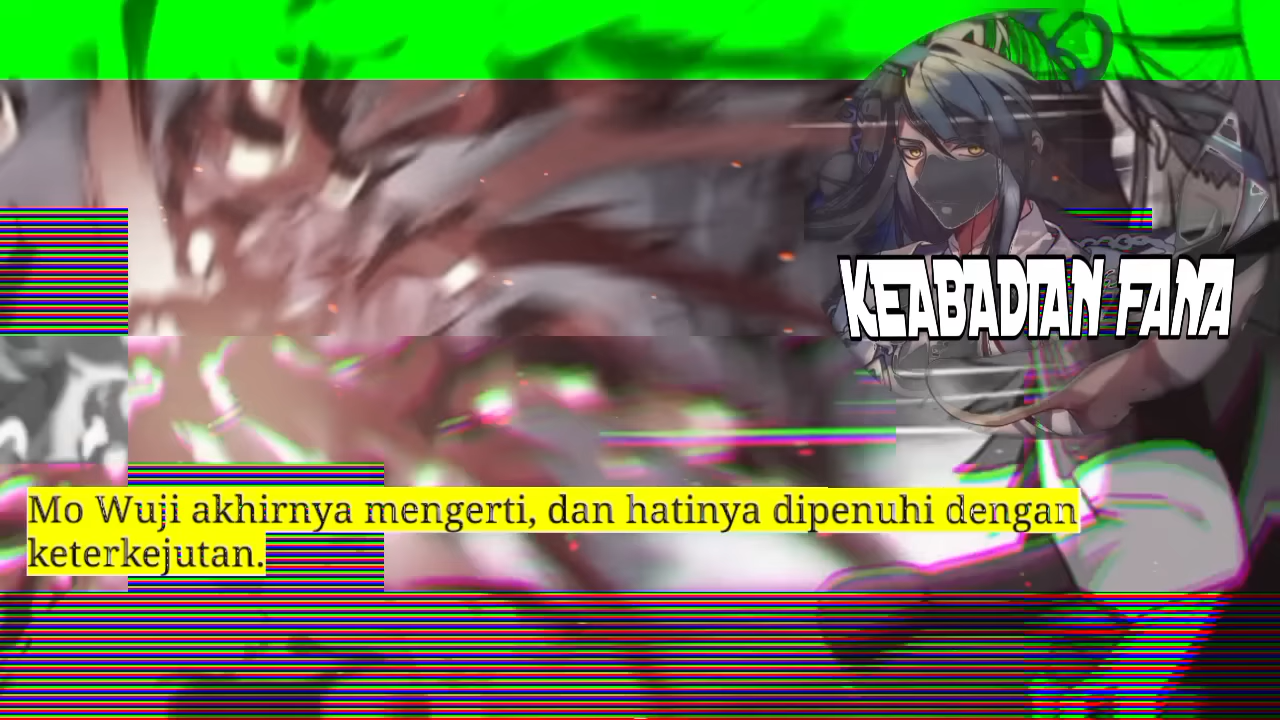 KEABADIAN FANA
Mo Wuji akhirnya mengerti, dan hatinya dipenuhi dengan
keterkejutan.